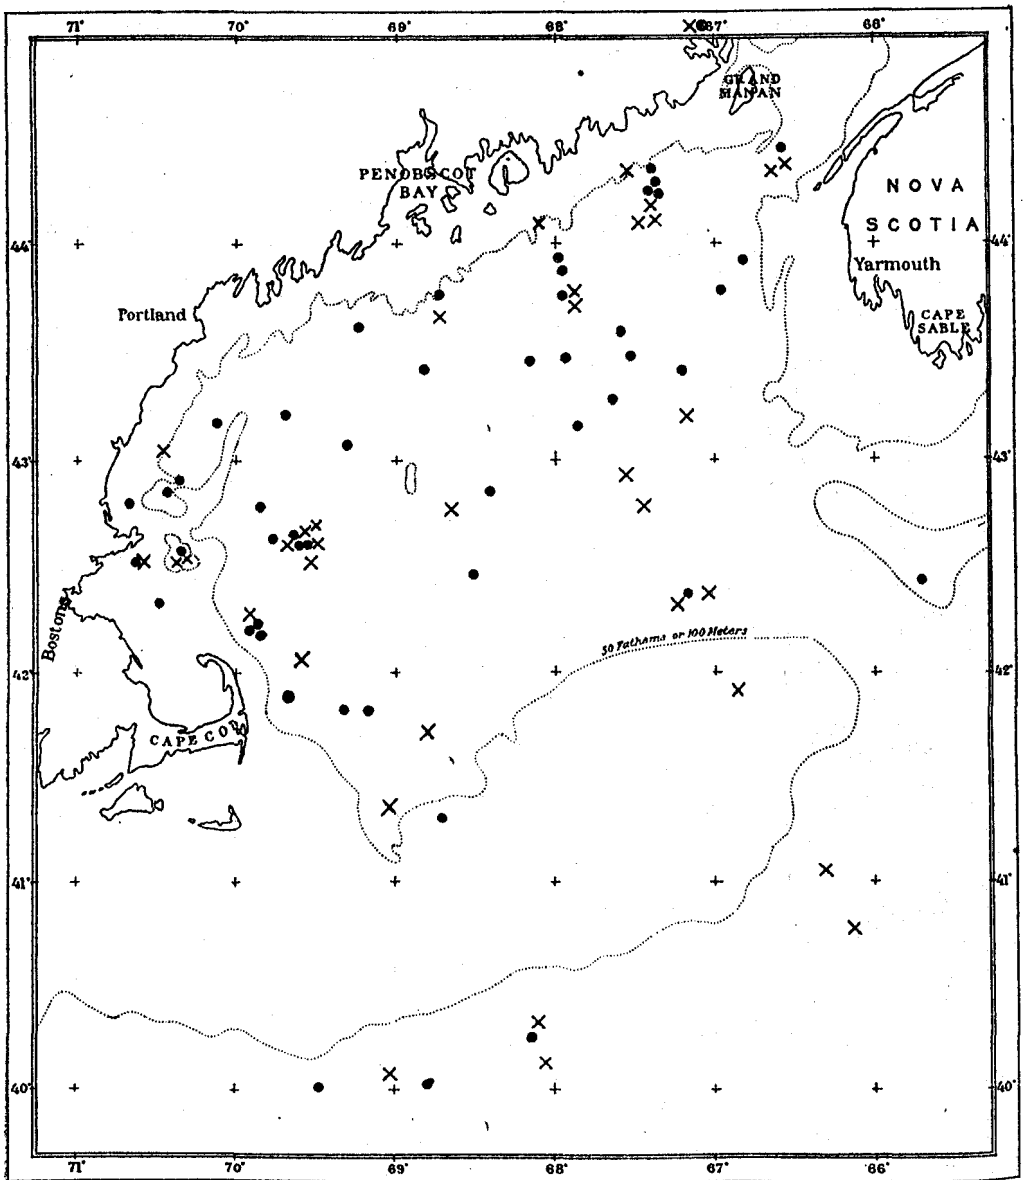 71° 70° 69° 68° 67° 68°
GRAND
MANAN
PENOBSCOT
BAY
NOVA
SCOTIA
44° 44°
Yarmouth
Portland
CAPE
SABLE
43° 43°
Boston
50 Fathoms or 100 Meters
42° 42°
CAPE COD
41° 41°
40° 40°
71° 70° 69° 68° 67° 66°